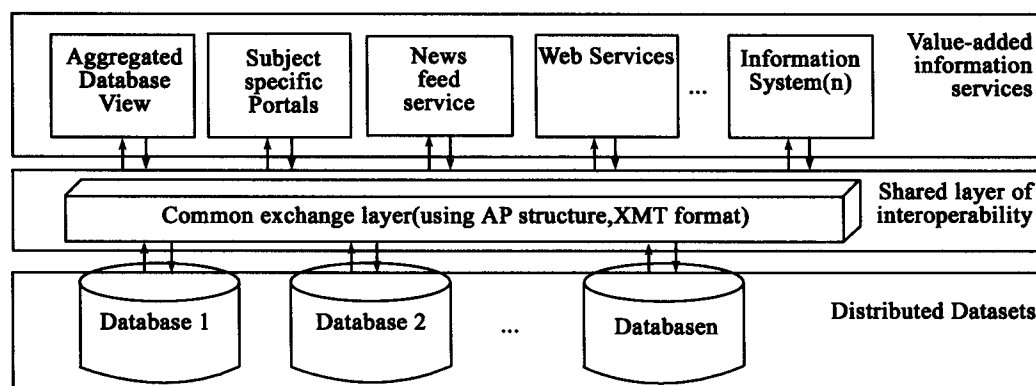 Aggregated
Database
View
Subject
specific
Portals
News
feed
service
Web Services
...
Information
System(n)
Value-added
information
services
Common exchange layer(using AP structure,XMT format)
Shared layer of
interoperability
Database 1
Database 2
...
Databasen
Distributed Datasets